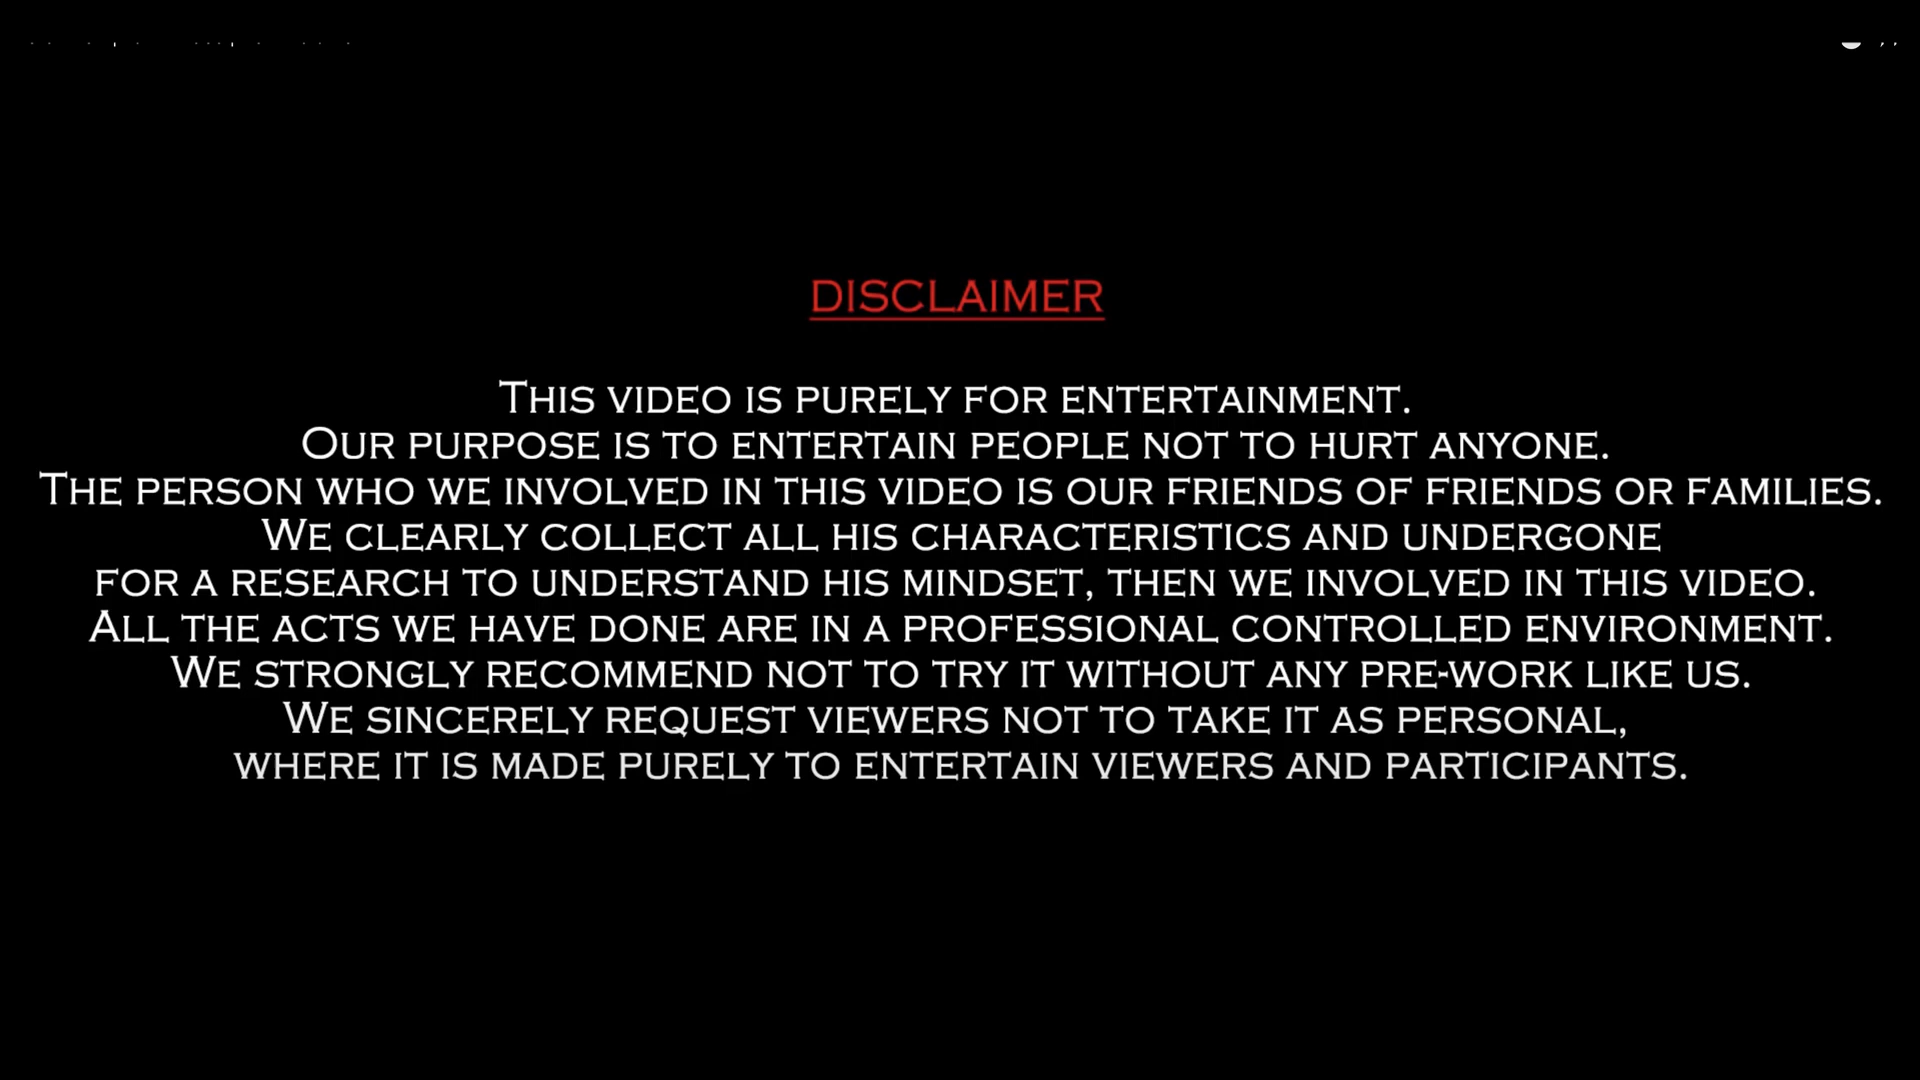 DISCLAIMER
This video is purely for entertainment.
Our purpose is to entertain people not to hurt anyone.
The person who we involved in this video is our friends of friends or families.
We clearly collect all his characteristics and undergone
for a research to understand his mindset, then we involved in this video.
All the acts we have done are in a professional controlled environment.
We strongly recommend not to try it without any pre-work like us.
We sincerely request viewers not to take it as personal,
where it is made purely to entertain viewers and participants.